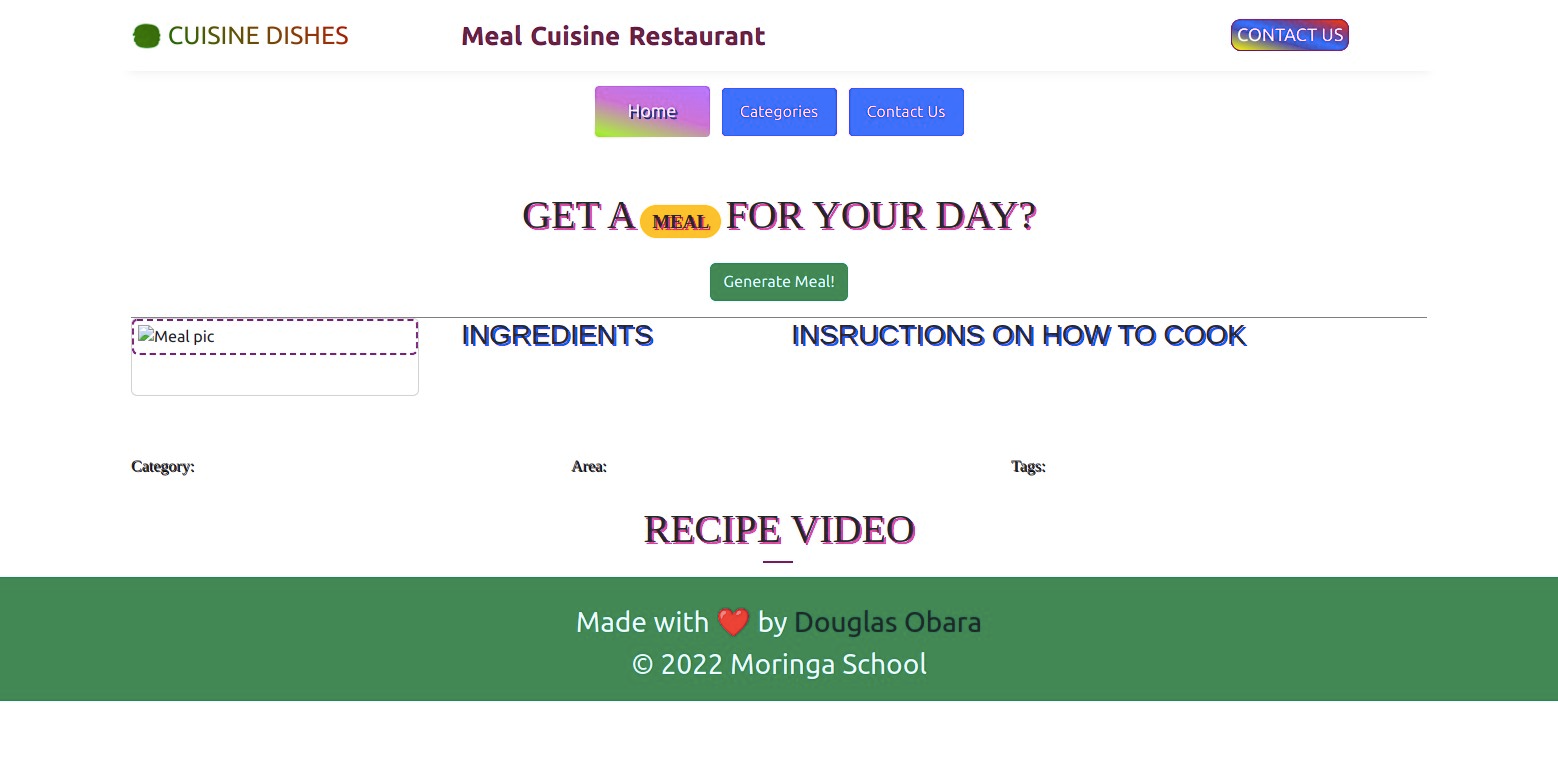 CUISINE DISHES
Meal Cuisine Restaurant
CONTACT US
Home
Categories
Contact Us
GET A MEAL FOR YOUR DAY?
Generate Meal!
Meal pic
INGREDIENTS
INSRUCTIONS ON HOW TO COOK
Category:
Area:
Tags:
RECIPE VIDEO
Made with ❤️ by Douglas Obara
© 2022 Moringa School